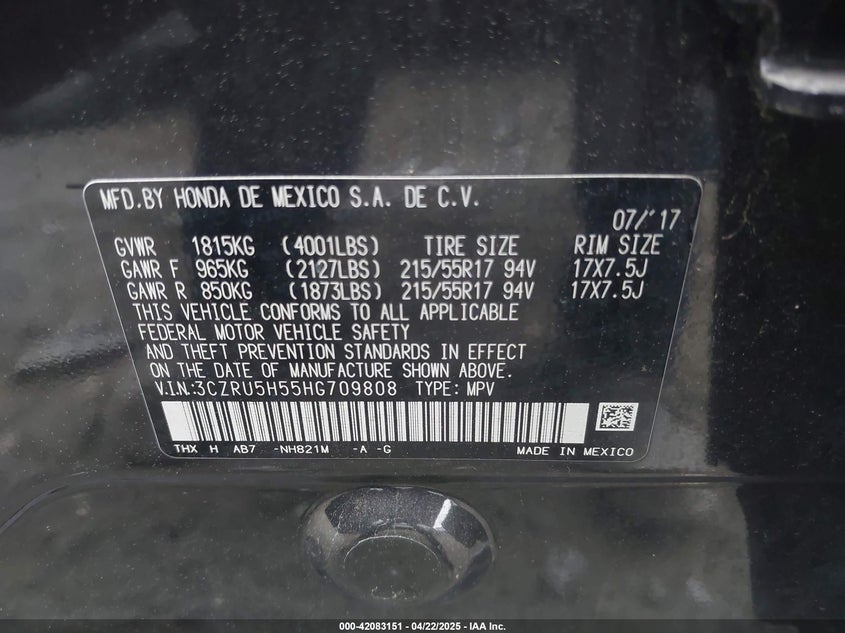 MFD.BY HONDA DE MEXICO S.A. DE C.V.
07/'17
GVWR 1815KG (4001LBS) TIRE SIZE RIM SIZE
GAWR F 965KG (2127LBS) 215/55R17 94V 17X7.5J
GAWR R 850KG (1873LBS) 215/55R17 94V 17X7.5J
THIS VEHICLE CONFORMS TO ALL APPLICABLE
FEDERAL MOTOR VEHICLE SAFETY
AND THEFT PREVENTION STANDARDS IN EFFECT
ON THE DATE OF MANUFACTURE SHOWN ABOVE.
V.I.N.:3CZRU5H55HG709808 TYPE: MPV
THX H AB7 -NH821M -A -G MADE IN MEXICO
000-42083151 | 04/22/2025 - IAA Inc.